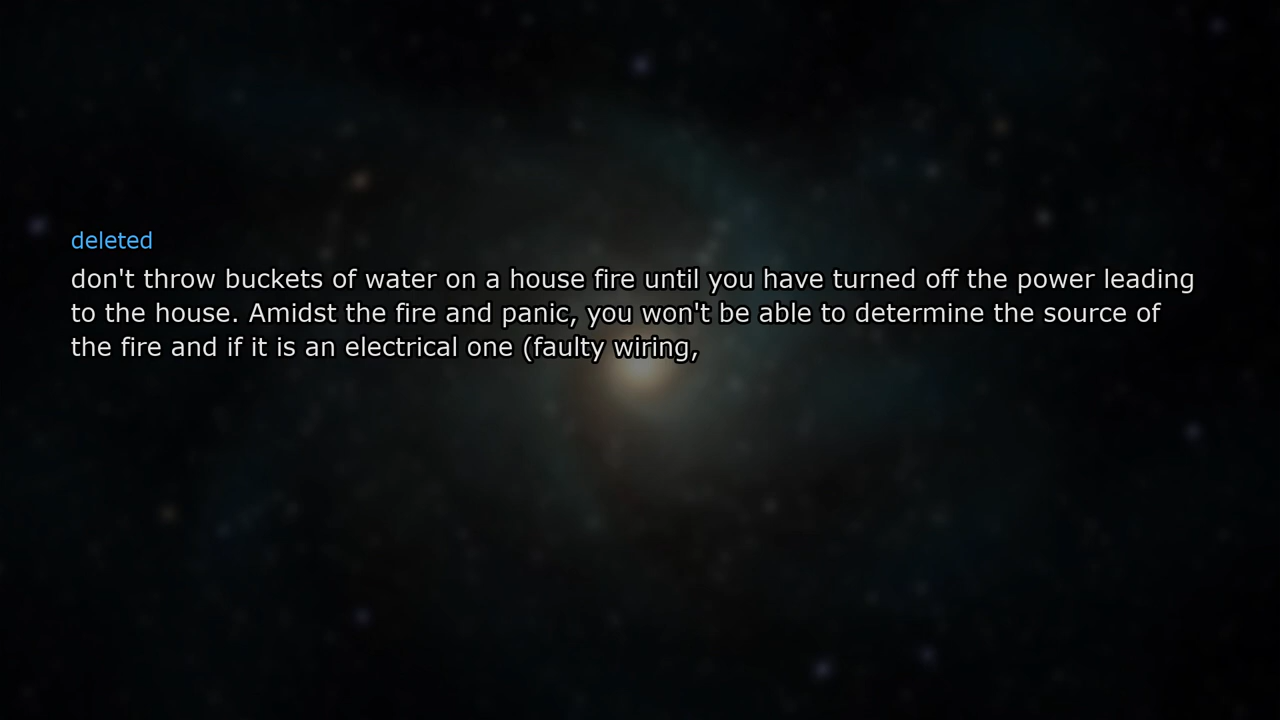 deleted
don't throw buckets of water on a house fire until you have turned off the power leading
to the house. Amidst the fire and panic, you won't be able to determine the source of
the fire and if it is an electrical one (faulty wiring,